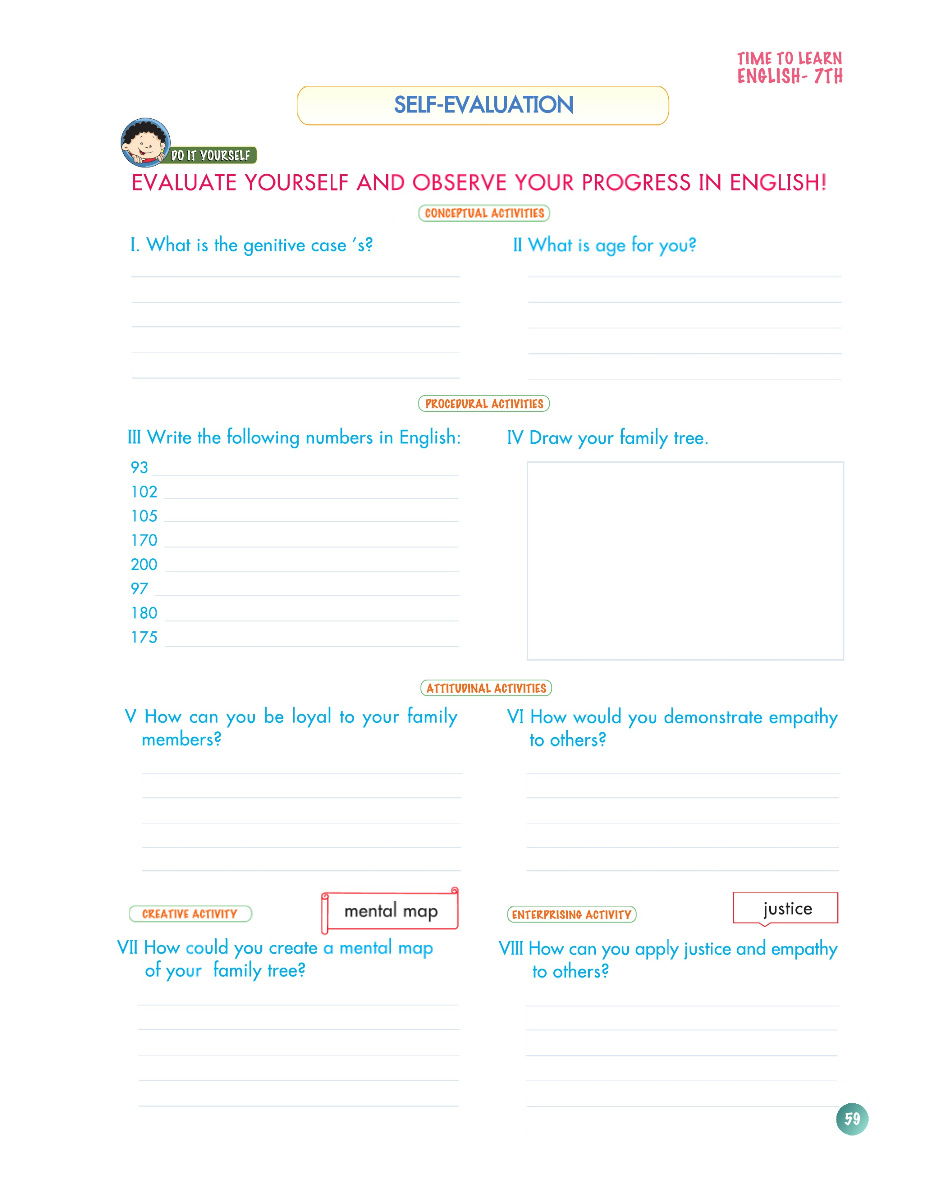 TIME TO LEARN
ENGLISH- 7TH
SELF-EVALUATION
DO IT YOURSELF
EVALUATE YOURSELF AND OBSERVE YOUR PROGRESS IN ENGLISH!
CONCEPTUAL ACTIVITIES
I. What is the genitive case ’s?
II What is age for you?
PROCEDURAL ACTIVITIES
III Write the following numbers in English:
93
102
105
170
200
97
180
175
IV Draw your family tree.
ATTITUDINAL ACTIVITIES
V How can you be loyal to your family
members?
VI How would you demonstrate empathy
to others?
CREATIVE ACTIVITY
mental map
VII How could you create a mental map
of your family tree?
ENTERPRISING ACTIVITY
justice
VIII How can you apply justice and empathy
to others?
59